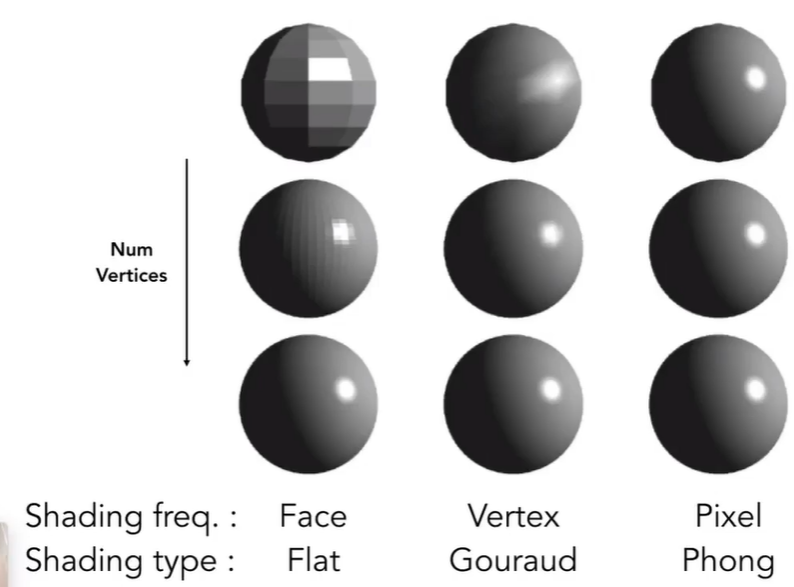 Num
Vertices
Shading freq. : Face Vertex Pixel
Shading type : Flat Gouraud Phong